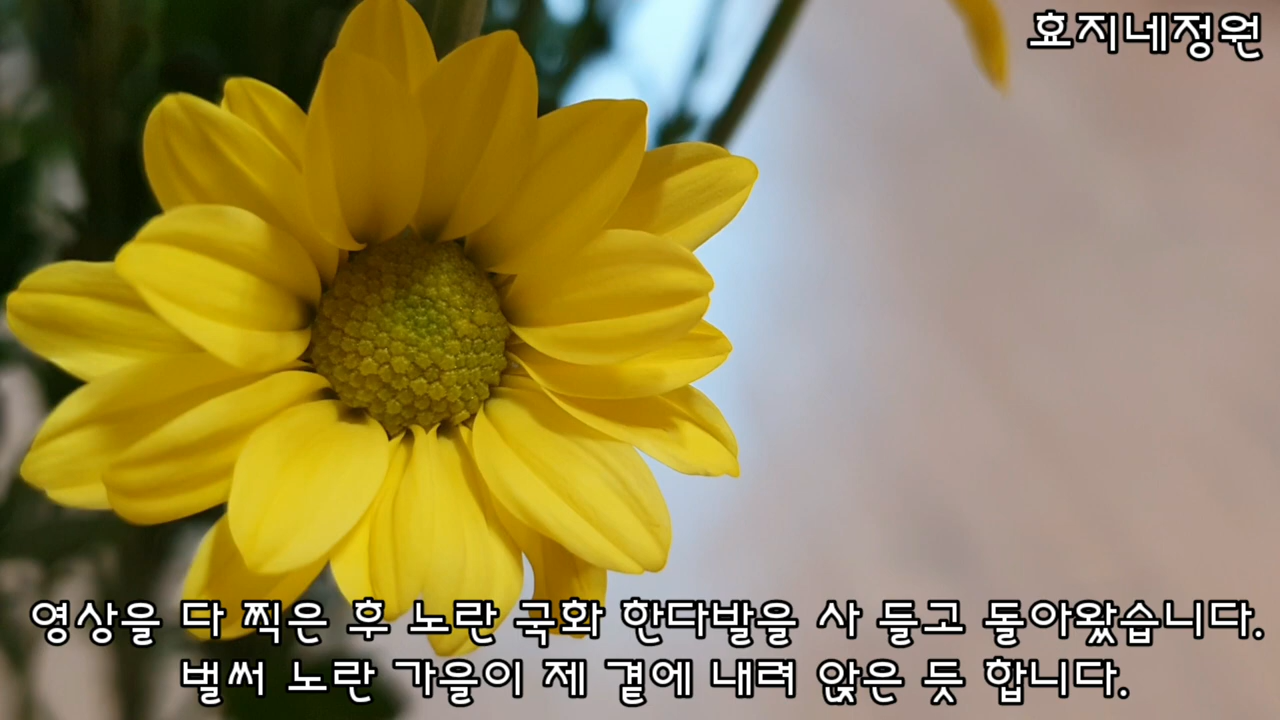 효지네정원
영상을 다 찍은 후 노란 국화 한다발을 사 들고 돌아왔습니다.
벌써 노란 가을이 제 곁에 내려 앉은 듯 합니다.